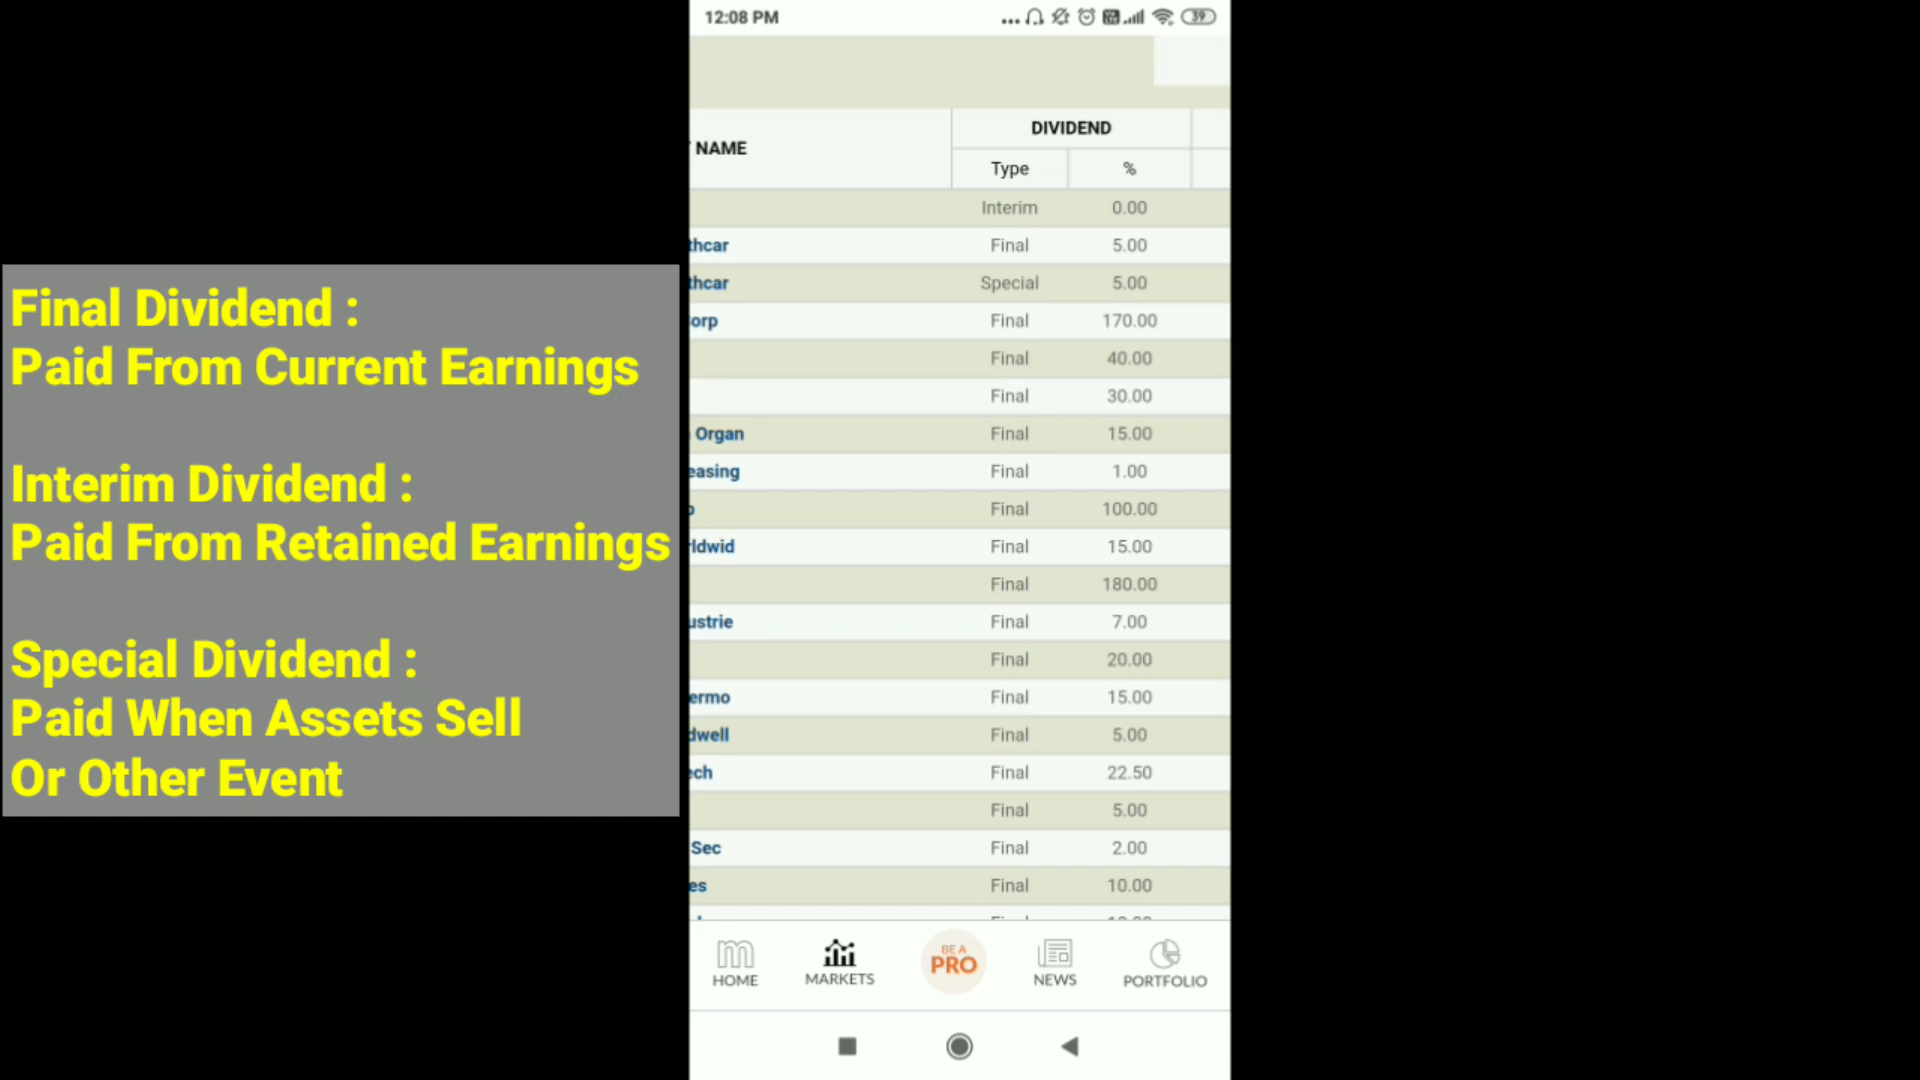 12:08 PM
39
Final Dividend :
Paid From Current Earnings
Interim Dividend :
Paid From Retained Earnings
Special Dividend :
Paid When Assets Sell
Or Other Event
NAME
DIVIDEND
Type %
Interim 0.00
thcar Final 5.00
thcar Special 5.00
orp Final 170.00
Final 40.00
Final 30.00
Organ Final 15.00
easing Final 1.00
Final 100.00
rldwid Final 15.00
Final 180.00
ustrie Final 7.00
Final 20.00
ermo Final 15.00
dwell Final 5.00
ech Final 22.50
Final 5.00
Sec Final 2.00
es Final 10.00
HOME
MARKETS
BE A
PRO
NEWS
PORTFOLIO